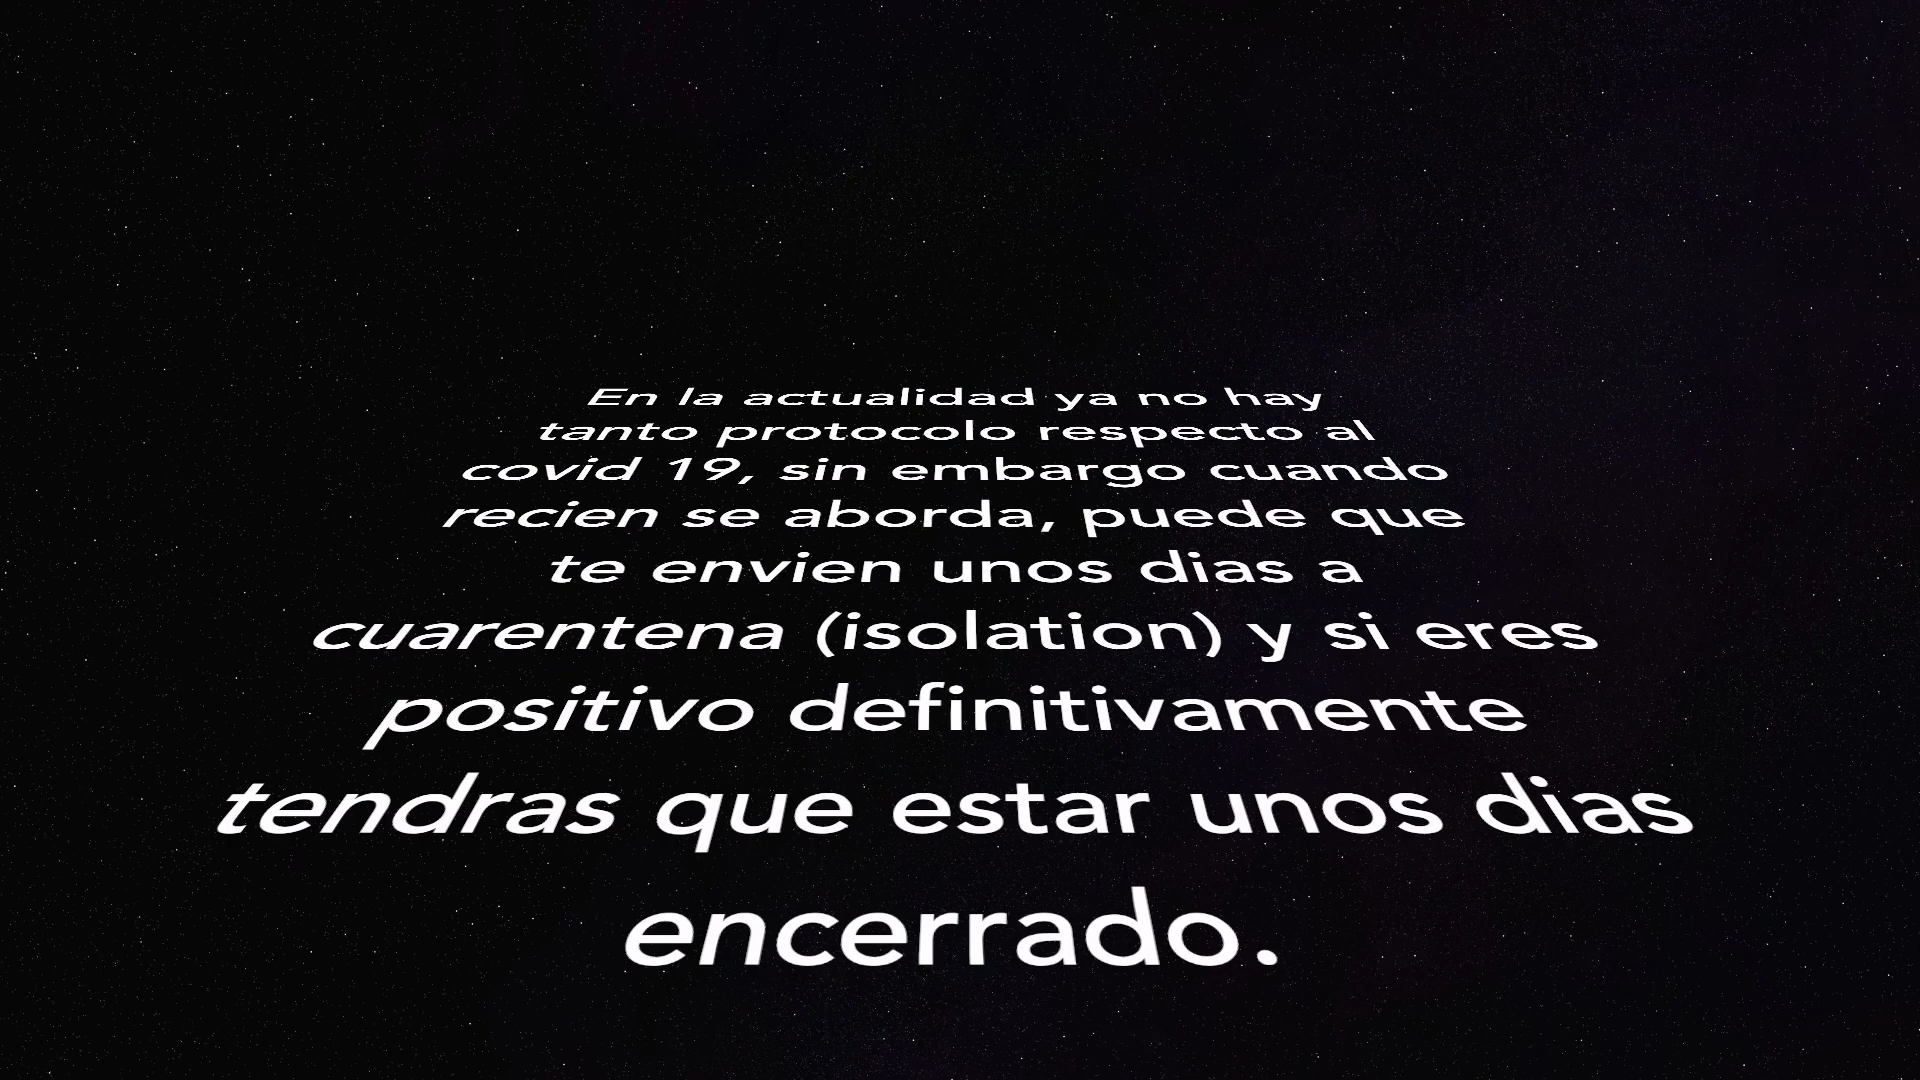 En la actualidad ya no hay
tanto protocolo respecto al
covid 19, sin embargo cuando
recien se aborda, puede que
te envien unos dias a
cuarentena (isolation) y si eres
positivo definitivamente
tendras que estar unos dias
encerrado.